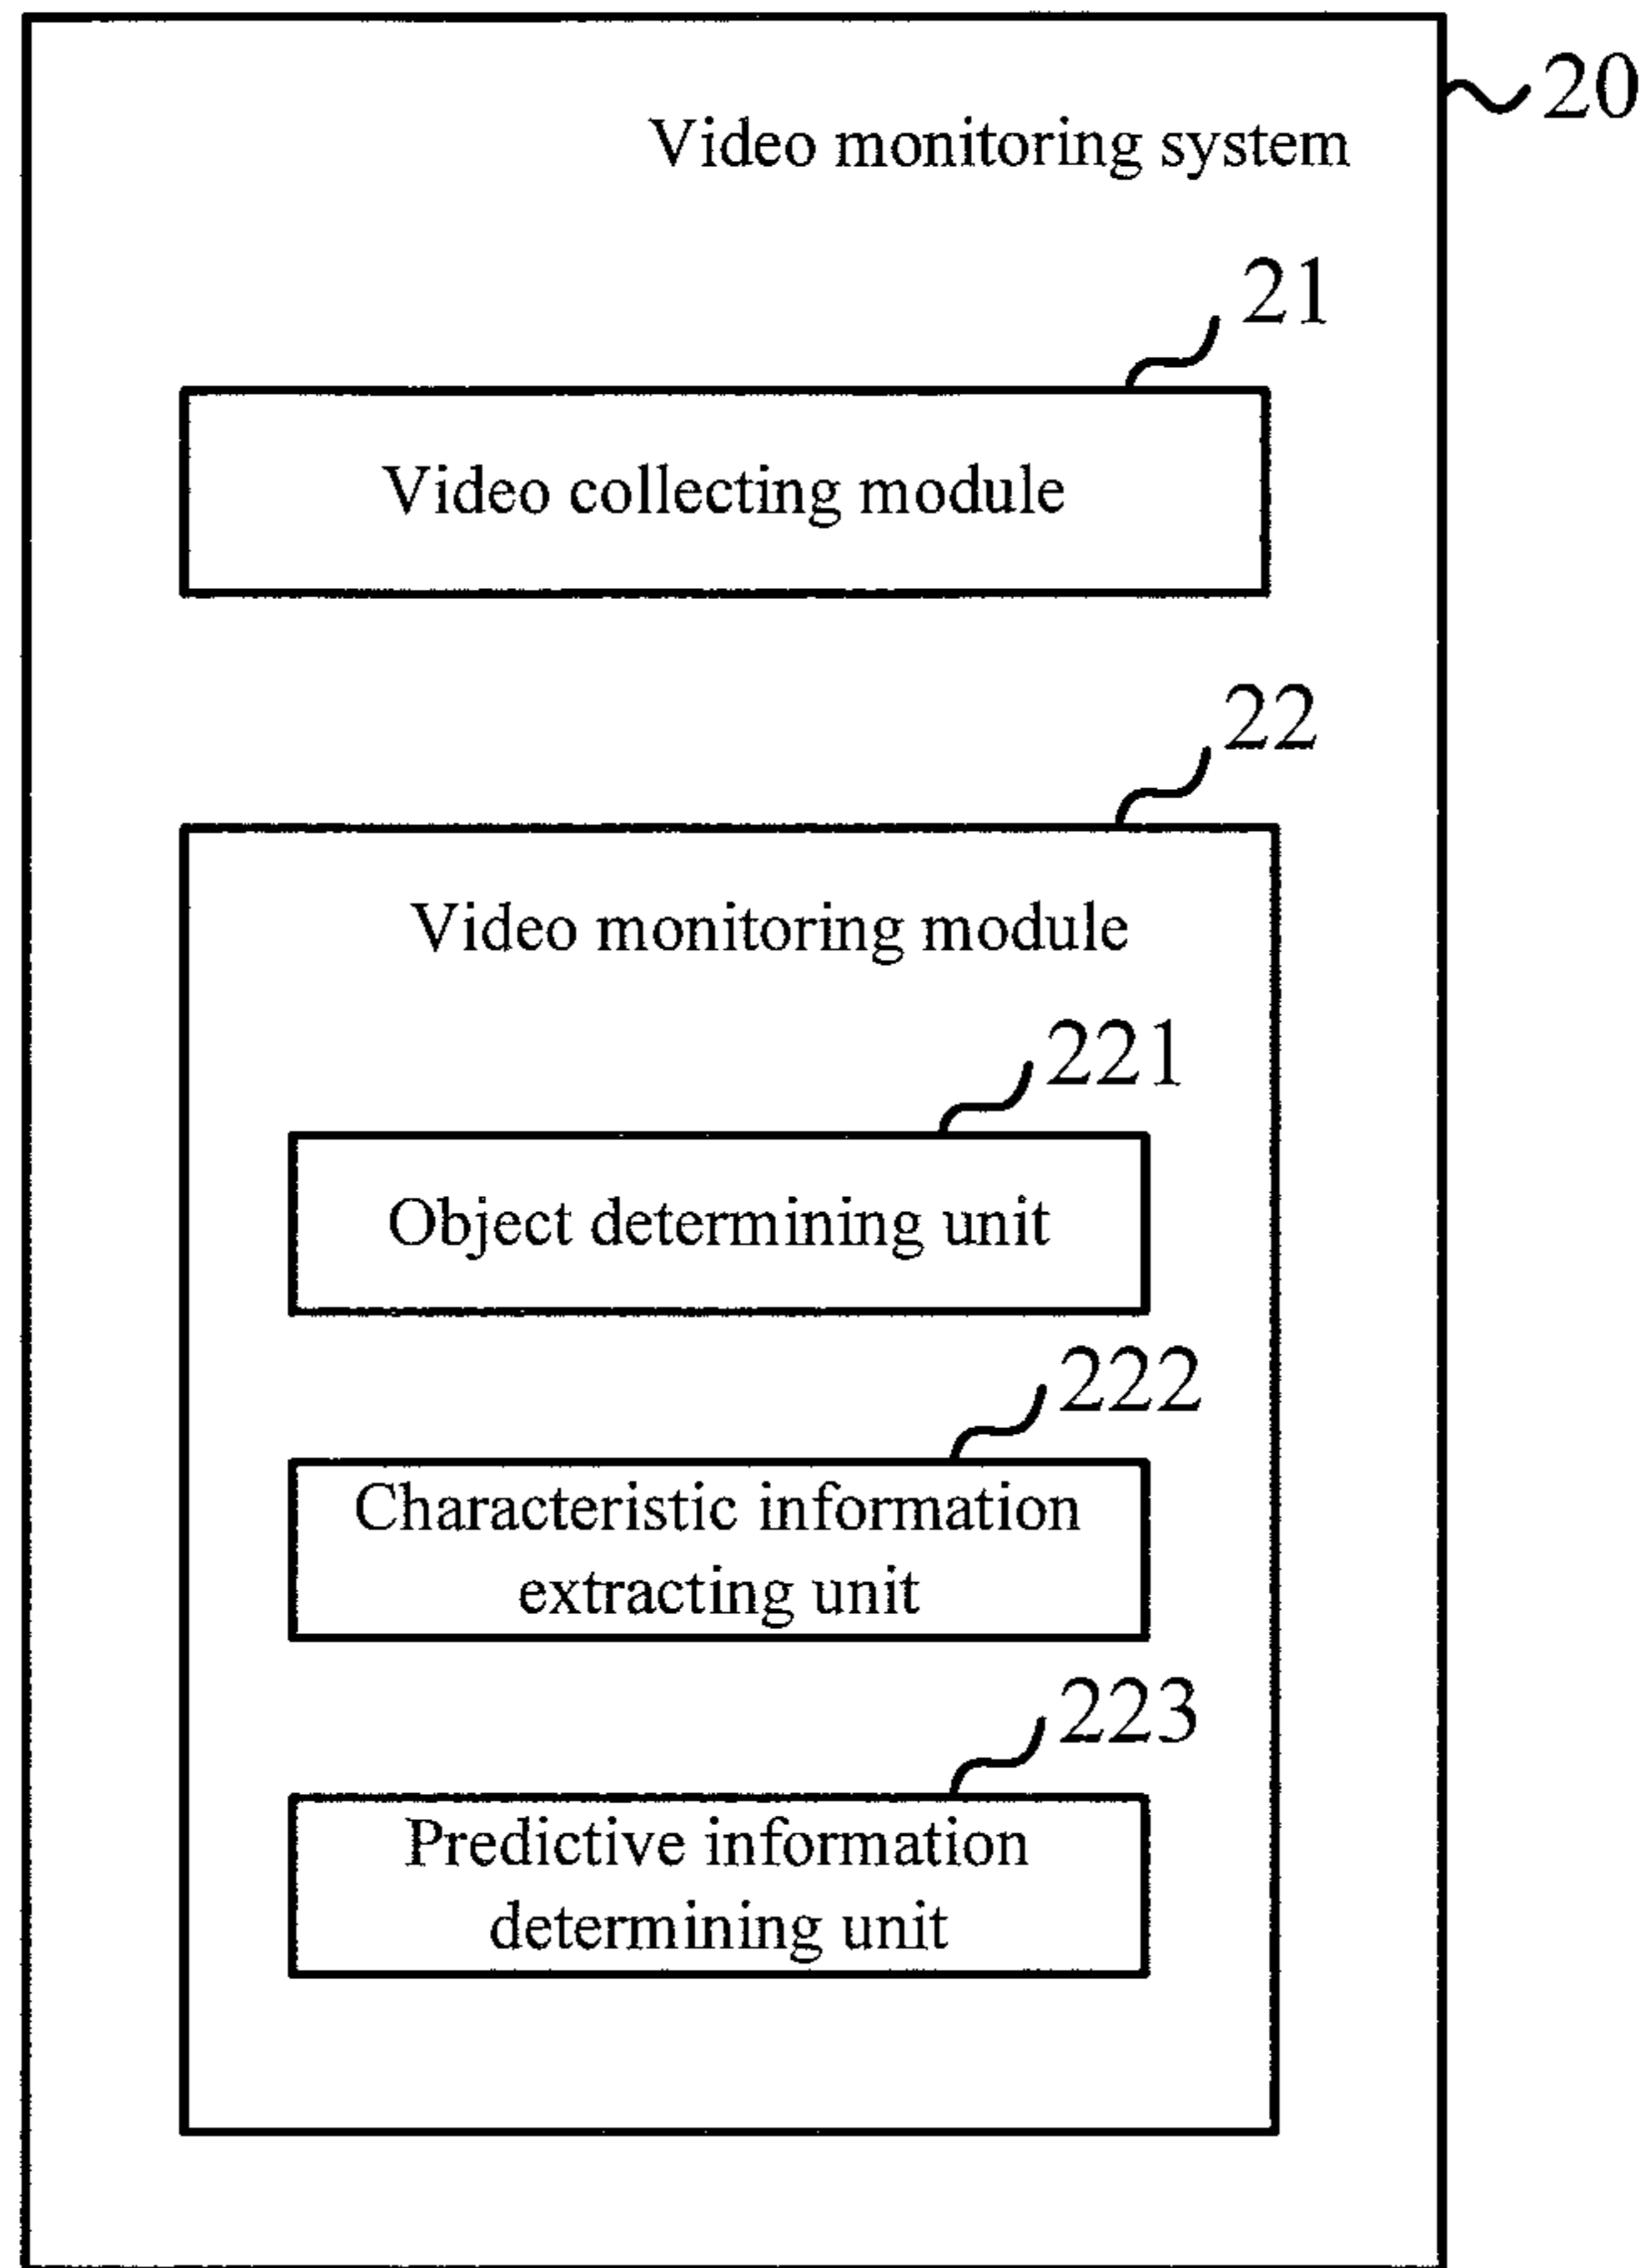 20
Video monitoring system
21
Video collecting module
22
Video monitoring module
221
Object determining unit
222
Characteristic information
extracting unit
223
Predictive information
determining unit